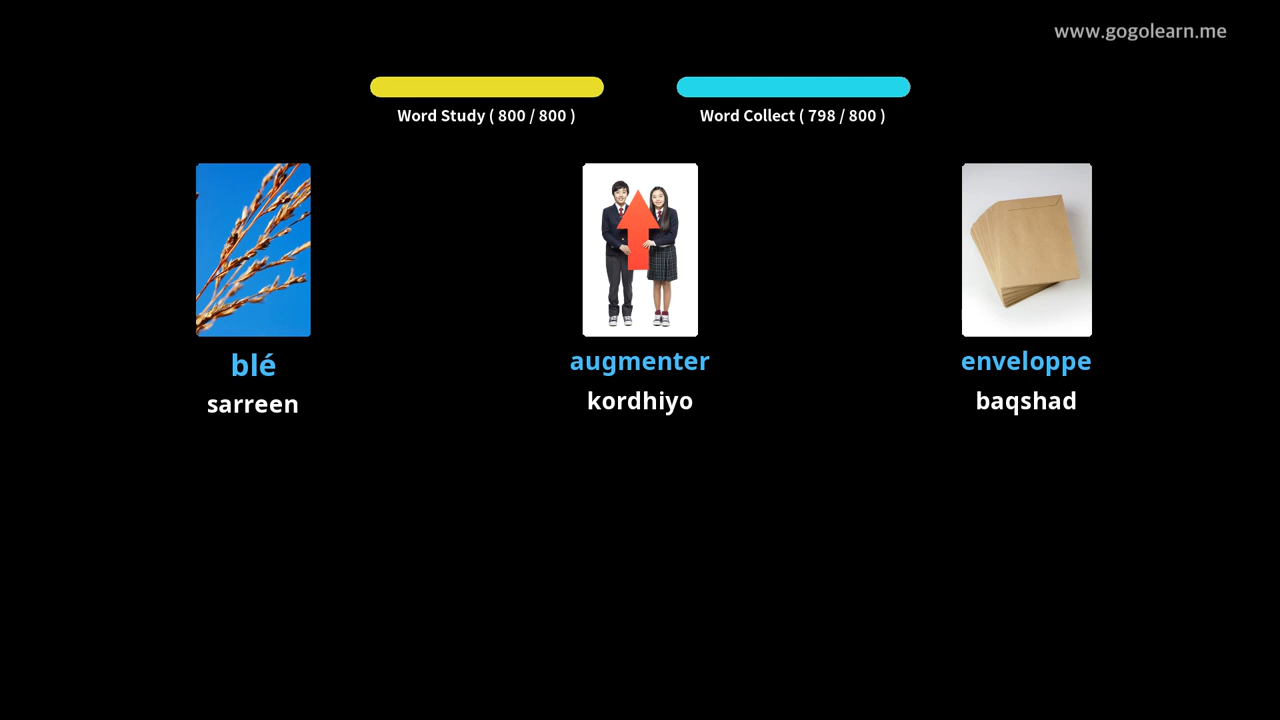 www.gogolearn.me
Word Study ( 800 / 800 )
Word Collect ( 798 / 800 )
blé
augmenter
enveloppe
sarreen
kordhiyo
baqshad